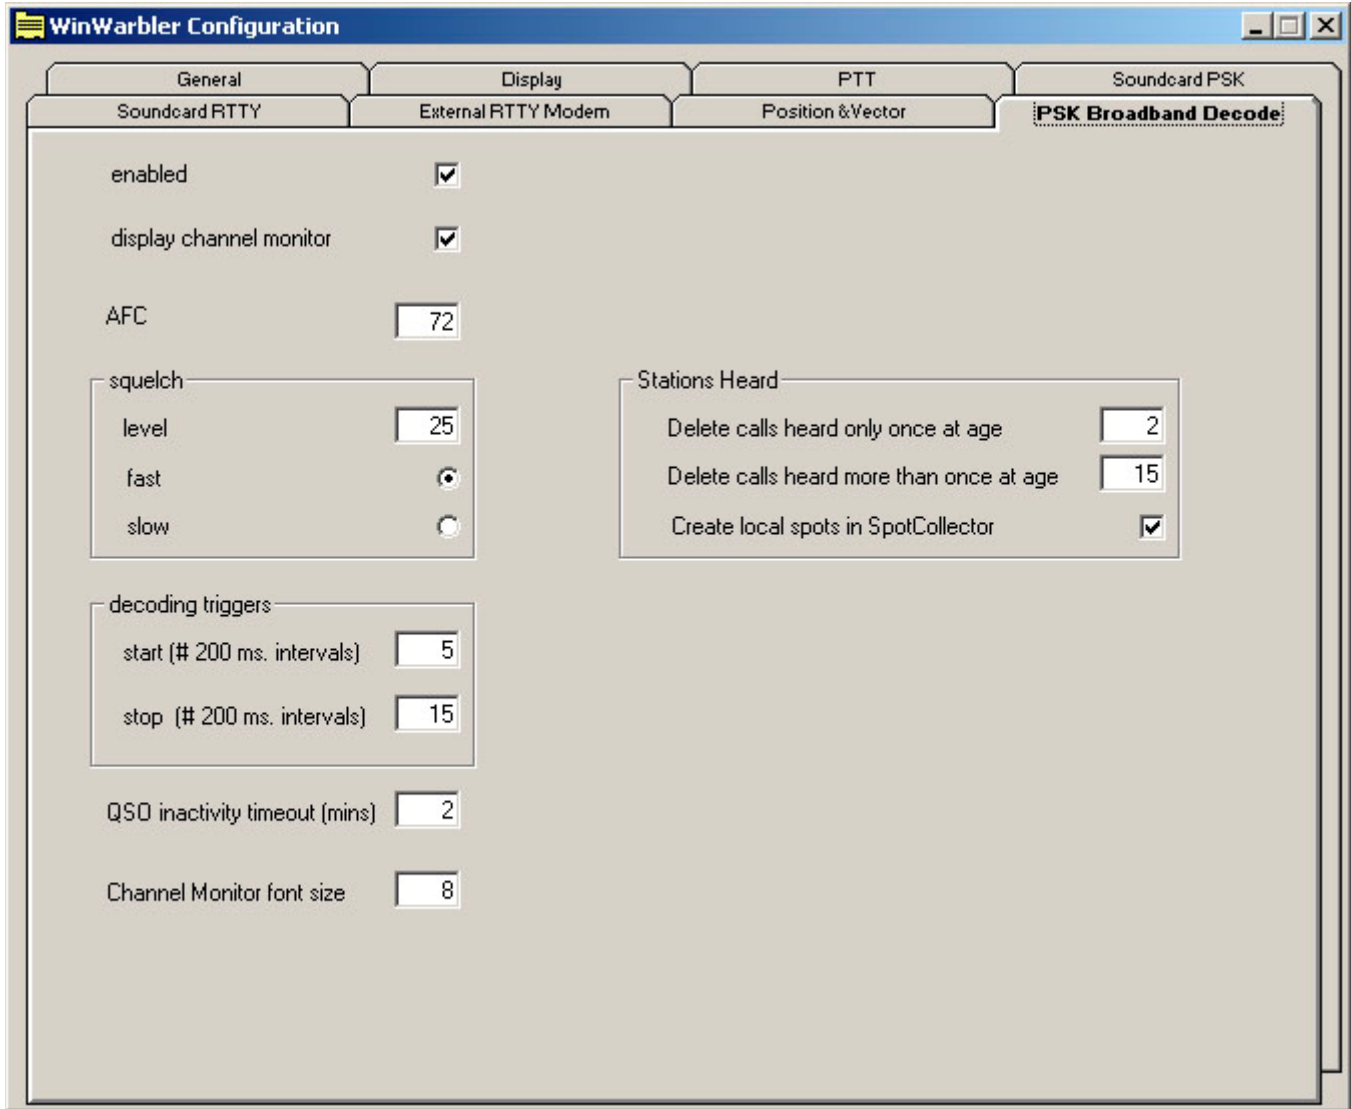 WinWarbler Configuration
General Display PTT Soundcard PSK
Soundcard RTTY External RTTY Modem Position &Vector PSK Broadband Decode
enabled
display channel monitor
AFC 72
squelch
level 25
fast
slow
Stations Heard
Delete calls heard only once at age 2
Delete calls heard more than once at age 15
Create local spots in SpotCollector
decoding triggers
start (# 200 ms. intervals) 5
stop (# 200 ms. intervals) 15
QSO inactivity timeout (mins) 2
Channel Monitor font size 8